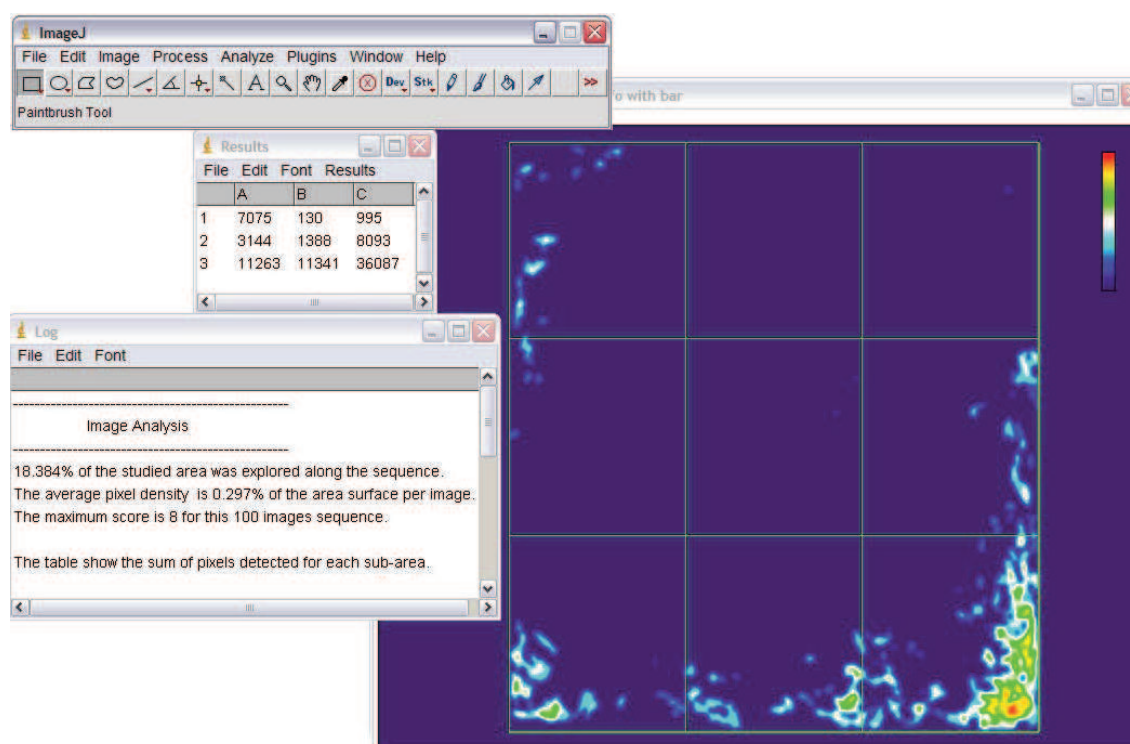 ImageJ
File Edit Image Process Analyze Plugins Window Help
Dev Stk >>
Paintbrush Tool
o with bar
Results
File Edit Font Results
A B C
1 7075 130 995
2 3144 1388 8093
3 11263 11341 36087
Log
File Edit Font
--------------------------------------------------
Image Analysis
--------------------------------------------------
18.384% of the studied area was explored along the sequence.
The average pixel density is 0.297% of the area surface per image.
The maximum score is 8 for this 100 images sequence.
The table show the sum of pixels detected for each sub-area.